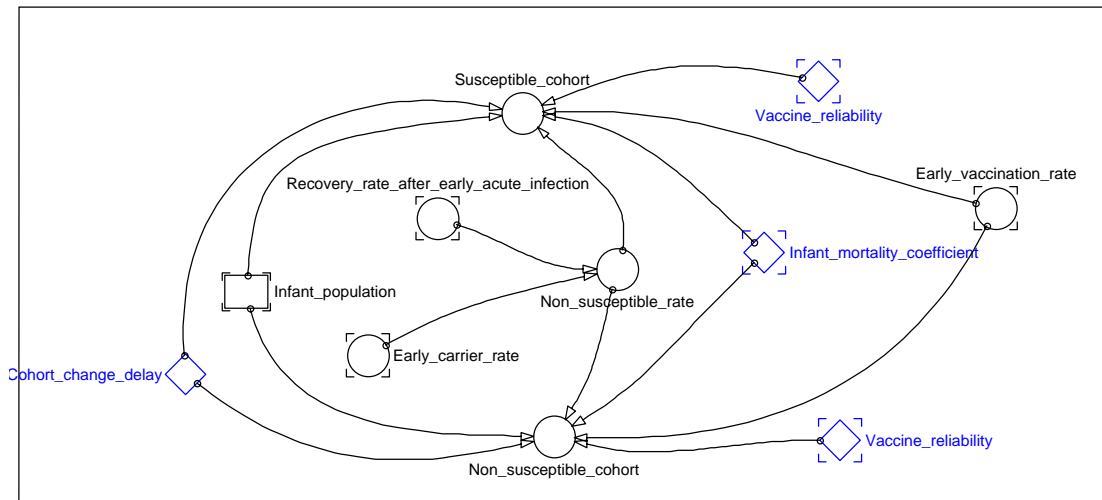 Susceptible_cohort
Vaccine_reliability
Early_vaccination_rate
Recovery_rate_after_early_acute_infection
Infant_mortality_coefficient
Infant_population
Non_susceptible_rate
Early_carrier_rate
Cohort_change_delay
Vaccine_reliability
Non_susceptible_cohort